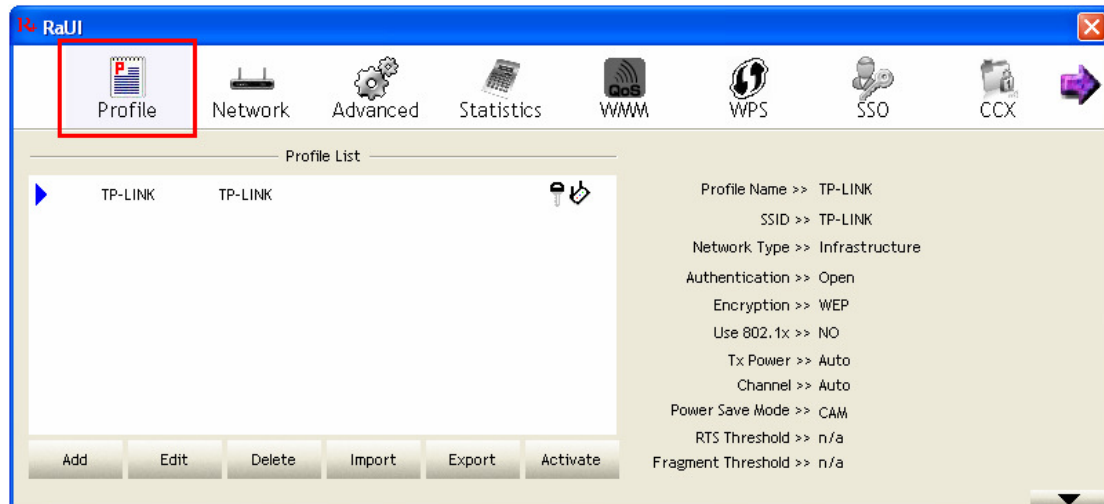 RaUI
Profile Network Advanced Statistics WMM WPS SSO CCX
QoS
Profile List
TP-LINK TP-LINK
Add Edit Delete Import Export Activate
Profile Name >> TP-LINK
SSID >> TP-LINK
Network Type >> Infrastructure
Authentication >> Open
Encryption >> WEP
Use 802.1x >> NO
Tx Power >> Auto
Channel >> Auto
Power Save Mode >> CAM
RTS Threshold >> n/a
Fragment Threshold >> n/a